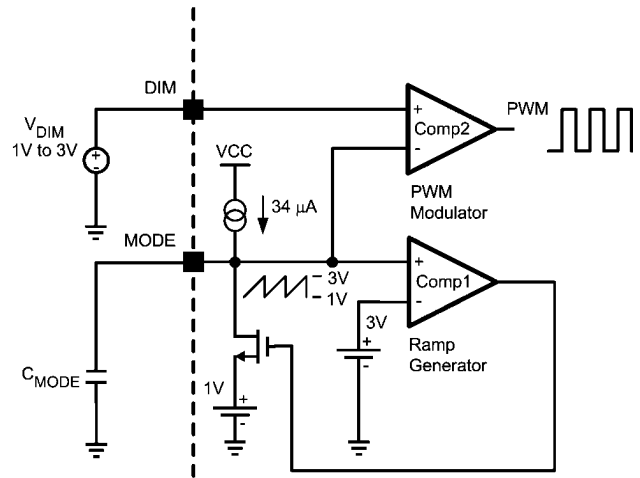 DIM
V_DIM
1V to 3V
+
-
VCC
34 µA
MODE
3V
1V
+
-
Comp2
PWM
PWM
Modulator
+
-
Comp1
3V
+
-
Ramp
Generator
C_MODE
1V
+
-